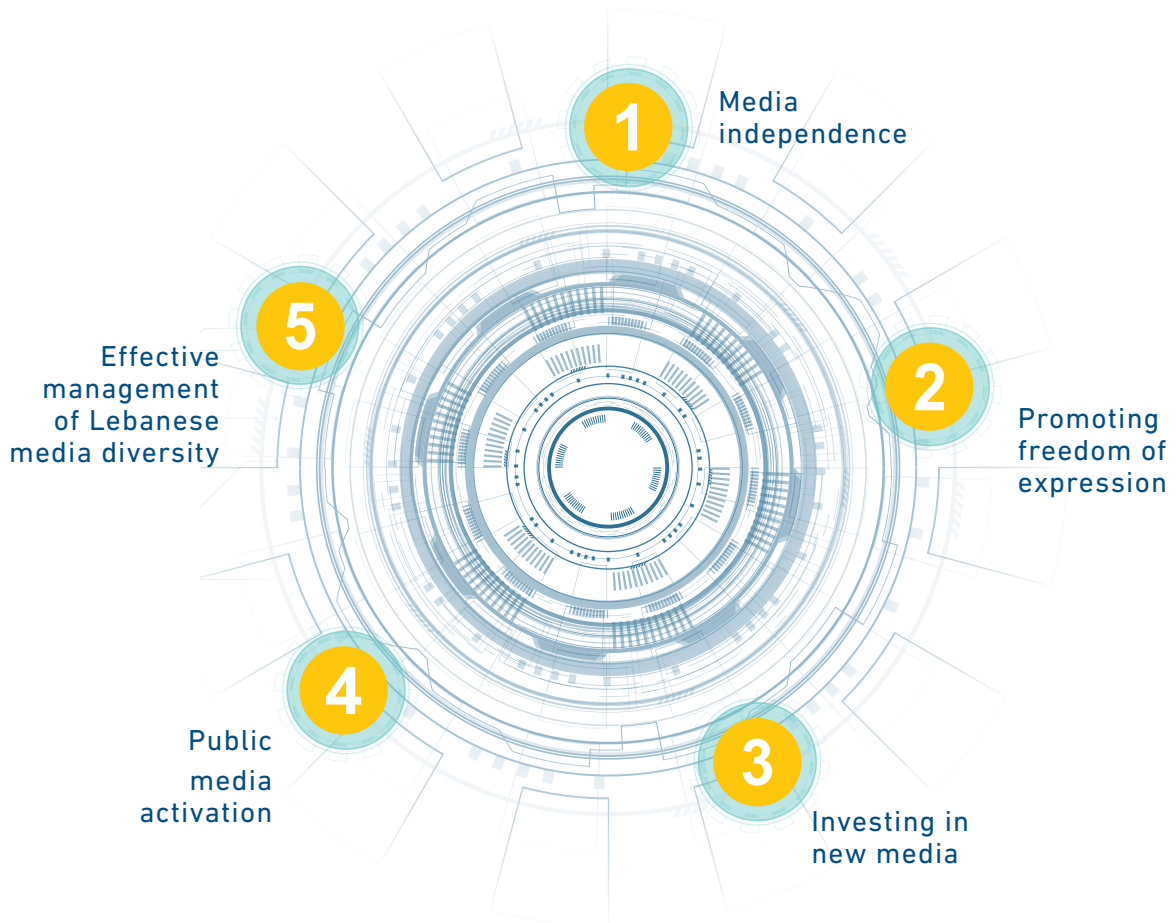 1
Media
independence
2
Promoting
freedom of
expression
3
Investing in
new media
4
Public
media
activation
5
Effective
management
of Lebanese
media diversity